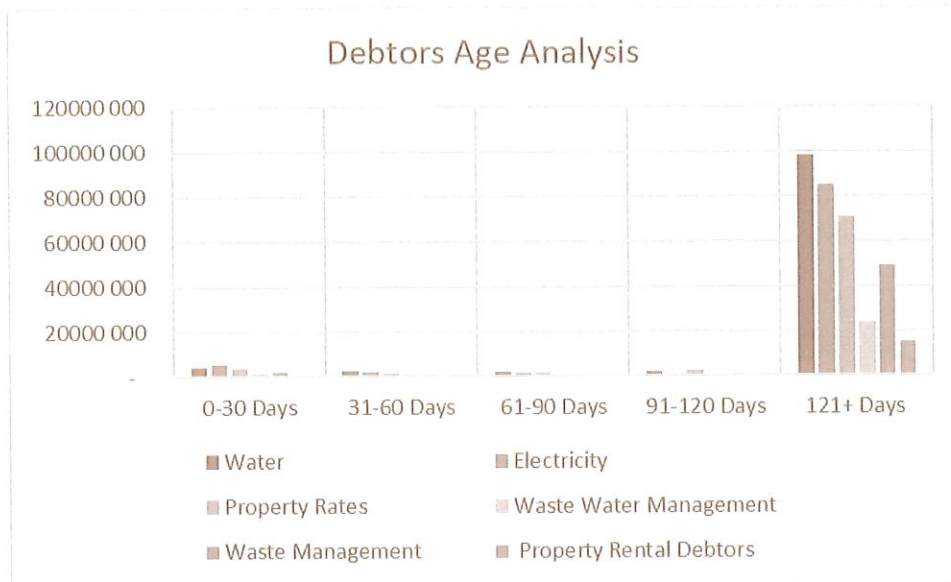 Debtors Age Analysis
120000 000
100000 000
80000 000
60000 000
40000 000
20000 000
-
0-30 Days 31-60 Days 61-90 Days 91-120 Days 121+ Days
Water Electricity
Property Rates Waste Water Management
Waste Management Property Rental Debtors